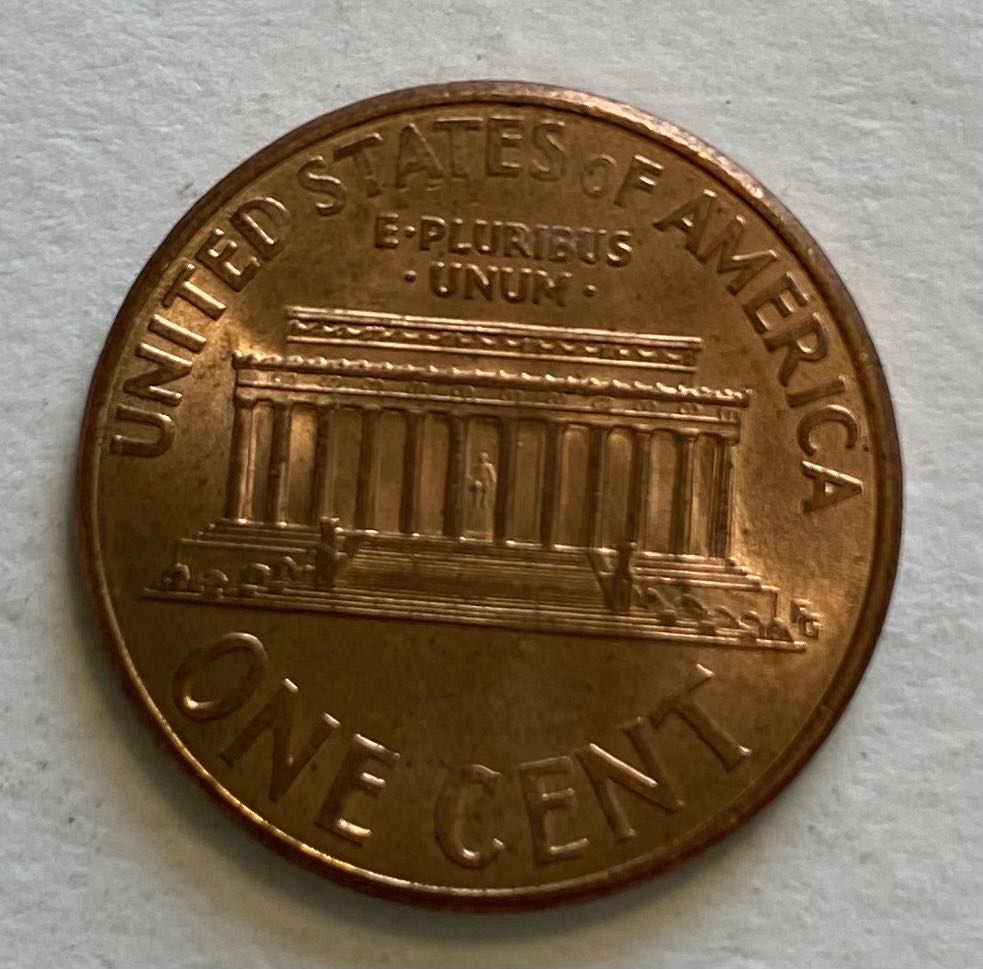 UNITED STATES OF AMERICA
E·PLURIBUS
·UNUM·
FG
ONE CENT